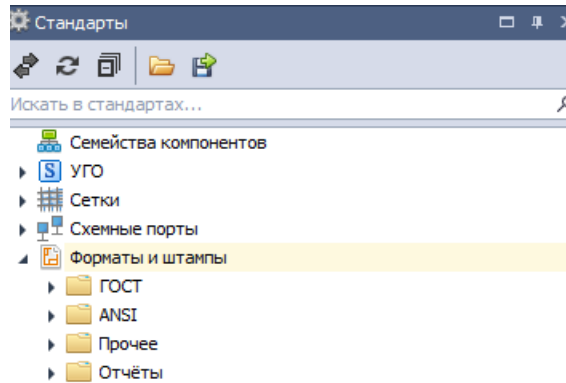 Стандарты
Искать в стандартах...
Семейства компонентов
S УГО
Сетки
Схемные порты
Форматы и штампы
ГОСТ
ANSI
Прочее
Отчёты